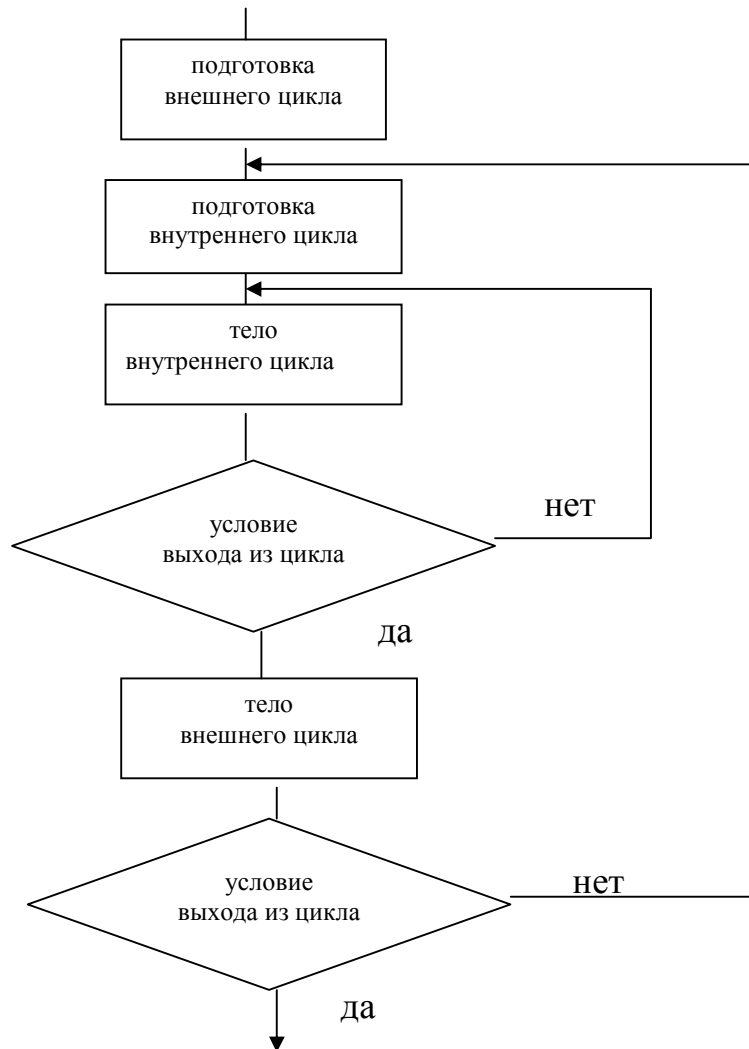 подготовка
внешнего цикла
подготовка
внутреннего цикла
тело
внутреннего цикла
условие
выхода из цикла
нет
да
тело
внешнего цикла
условие
выхода из цикла
нет
да